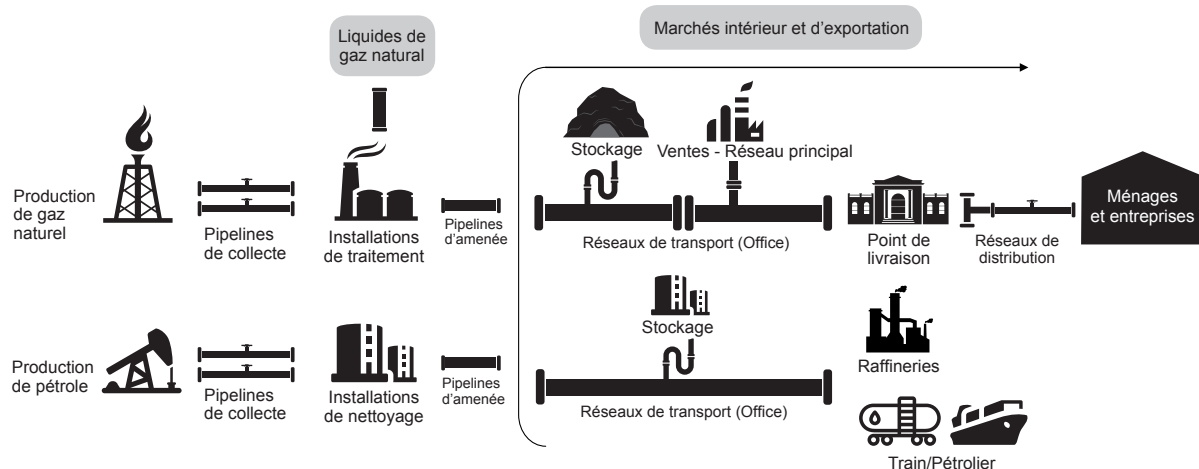 Liquides de
gaz natural
Marchés intérieur et d'exportation
Stockage
Ventes - Réseau principal
Production
de gaz
naturel
Pipelines
de collecte
Installations
de traitement
Pipelines
d'amenée
Réseaux de transport (Office)
Point de
livraison
Réseaux de
distribution
Ménages
et entreprises
Stockage
Production
de pétrole
Pipelines
de collecte
Installations
de nettoyage
Pipelines
d'amenée
Réseaux de transport (Office)
Raffineries
Train/Pétrolier